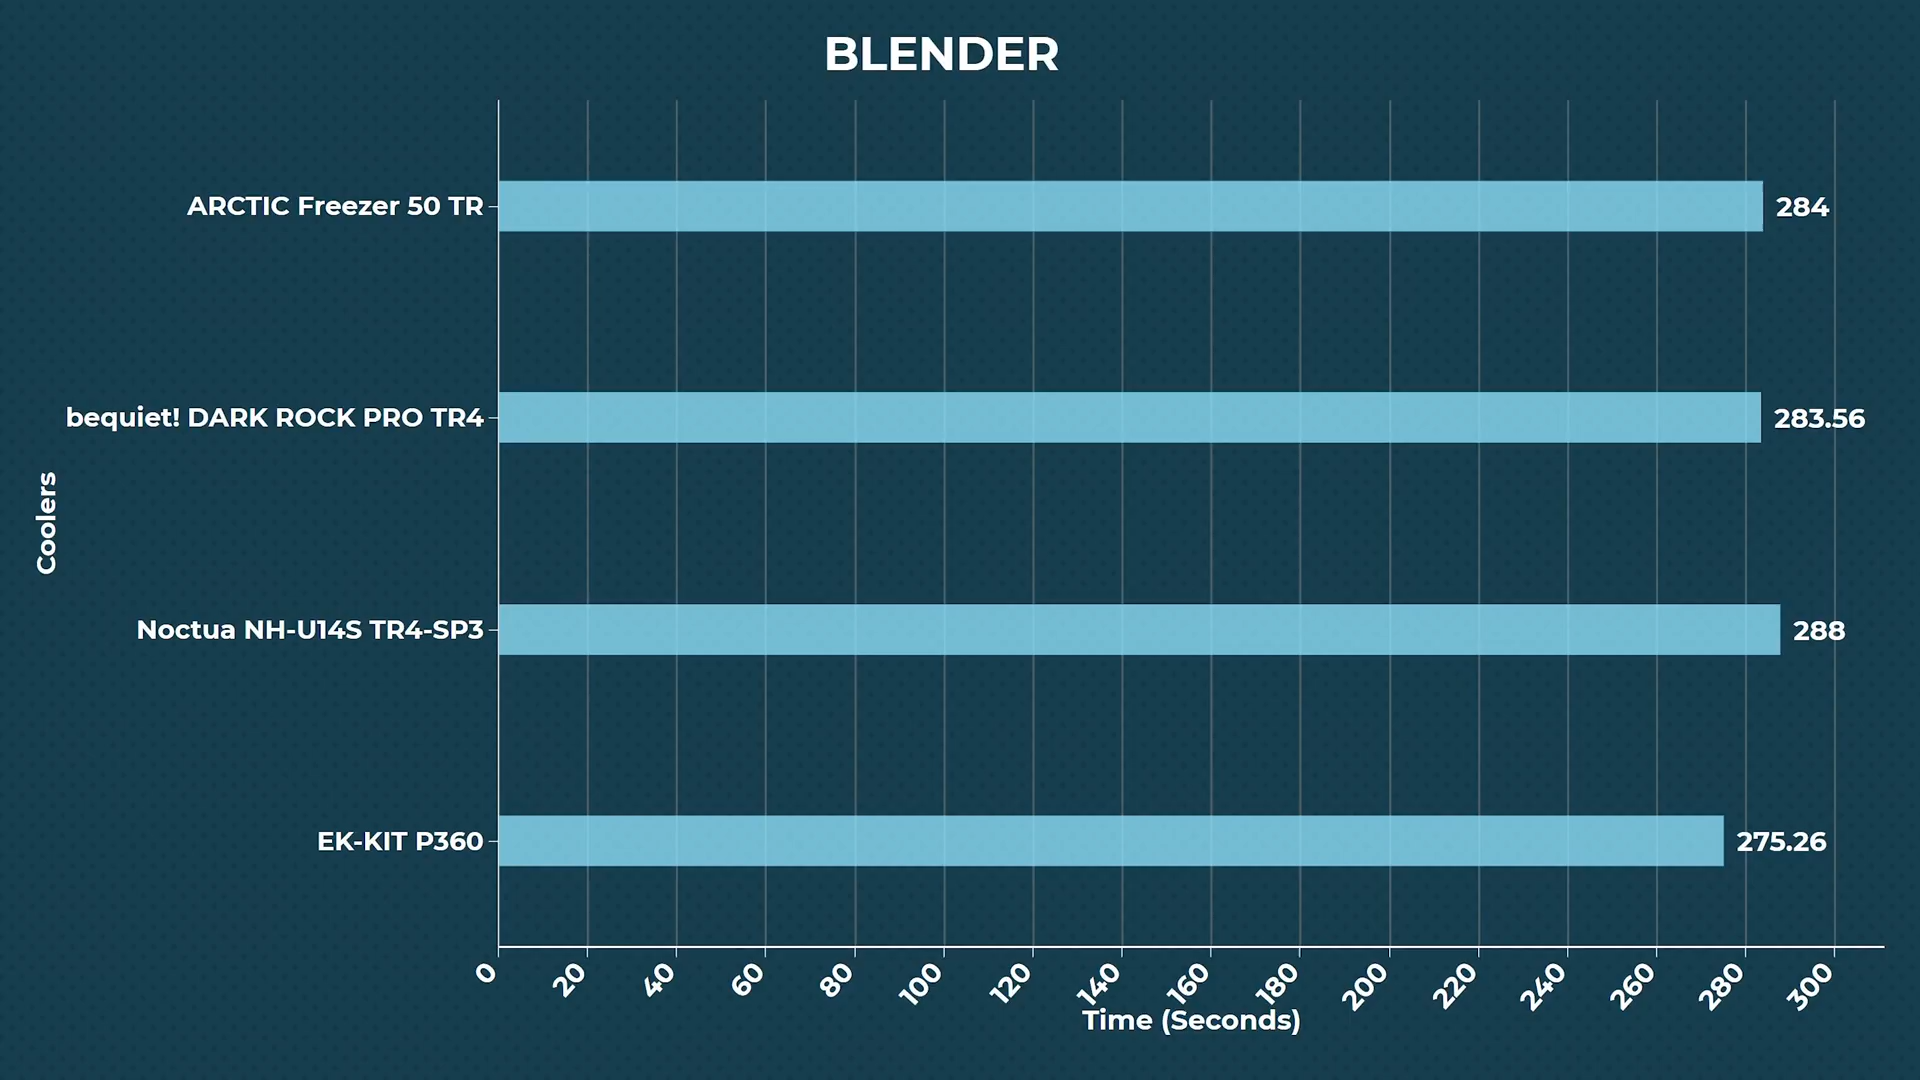 BLENDER
ARCTIC Freezer 50 TR
284
bequiet! DARK ROCK PRO TR4
283.56
Coolers
Noctua NH-U14S TR4-SP3
288
EK-KIT P360
275.26
0 20 40 60 80 100 120 140 160 180 200 220 240 260 280 300
Time (Seconds)